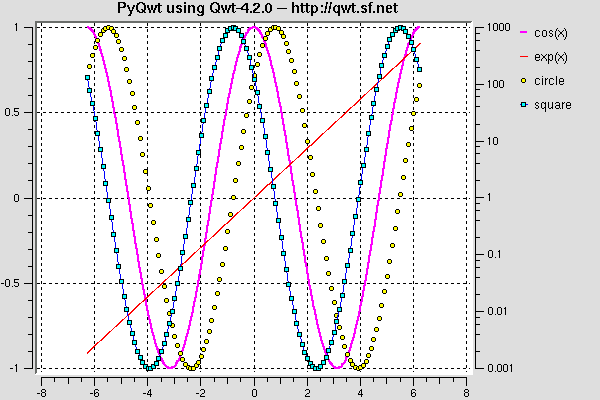 PyQwt using Qwt-4.2.0 -- http://qwt.sf.net
1
0.5
0
-0.5
-1
1000
100
10
1
0.1
0.01
0.001
-8 -6 -4 -2 0 2 4 6 8
cos(x)
exp(x)
circle
square